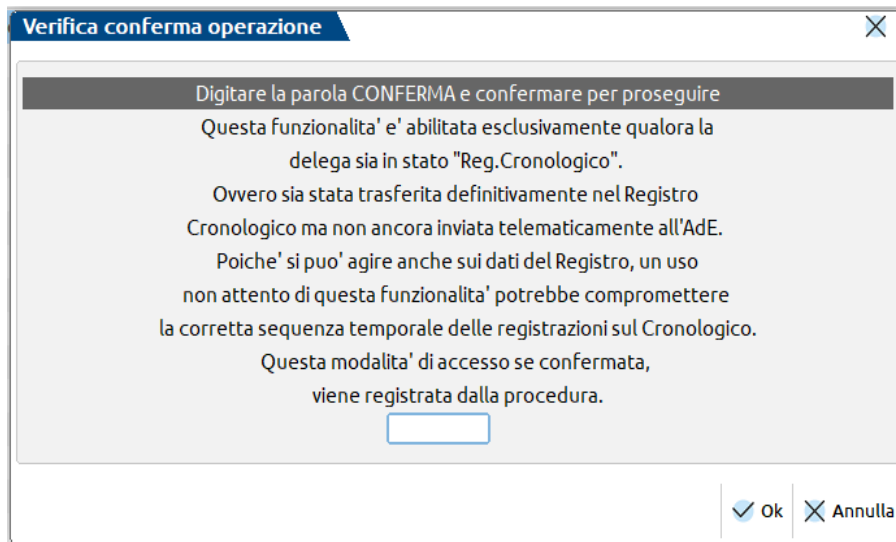 Verifica conferma operazione
Digitare la parola CONFERMA e confermare per proseguire
Questa funzionalita' e' abilitata esclusivamente qualora la
delega sia in stato "Reg.Cronologico".
Ovvero sia stata trasferita definitivamente nel Registro
Cronologico ma non ancora inviata telematicamente all'AdE.
Poiche' si puo' agire anche sui dati del Registro, un uso
non attento di questa funzionalita' potrebbe compromettere
la corretta sequenza temporale delle registrazioni sul Cronologico.
Questa modalita' di accesso se confermata,
viene registrata dalla procedura.
Ok Annulla